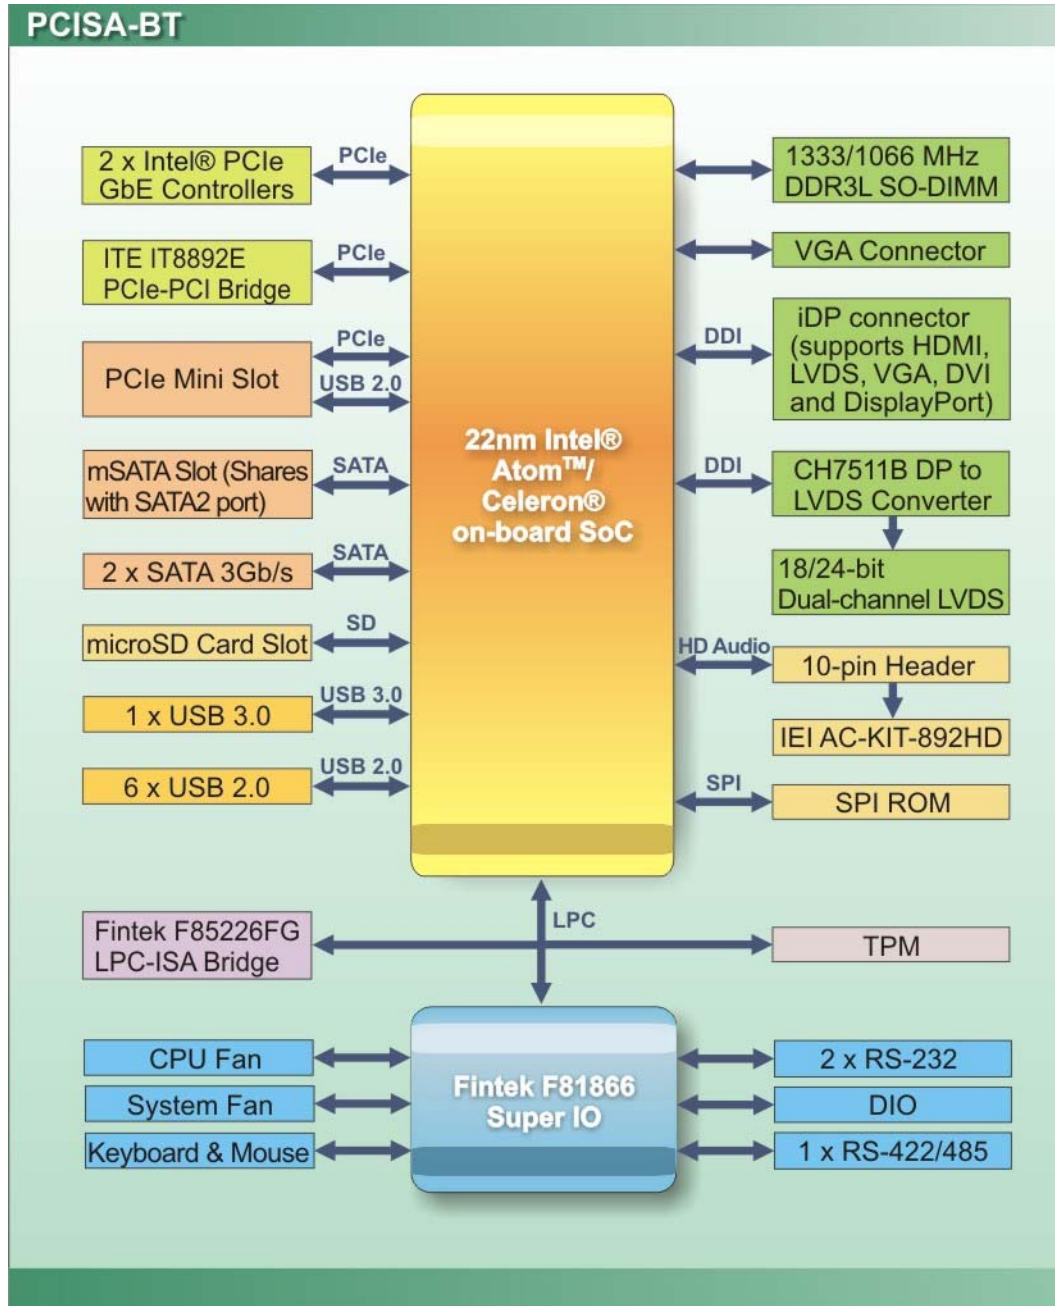 PCISA-BT
2 x Intel® PCIe
GbE Controllers
PCIe
ITE IT8892E
PCIe-PCI Bridge
PCIe
PCIe Mini Slot
PCIe
USB 2.0
mSATA Slot (Shares
with SATA2 port)
SATA
2 x SATA 3Gb/s
SATA
microSD Card Slot
SD
1 x USB 3.0
USB 3.0
6 x USB 2.0
USB 2.0
22nm Intel®
Atom™/
Celeron®
on-board SoC
1333/1066 MHz
DDR3L SO-DIMM
VGA Connector
DDI
iDP connector
(supports HDMI,
LVDS, VGA, DVI
and DisplayPort)
DDI
CH7511B DP to
LVDS Converter
18/24-bit
Dual-channel LVDS
HD Audio
10-pin Header
IEI AC-KIT-892HD
SPI
SPI ROM
LPC
Fintek F85226FG
LPC-ISA Bridge
TPM
CPU Fan
System Fan
Keyboard & Mouse
Fintek F81866
Super IO
2 x RS-232
DIO
1 x RS-422/485